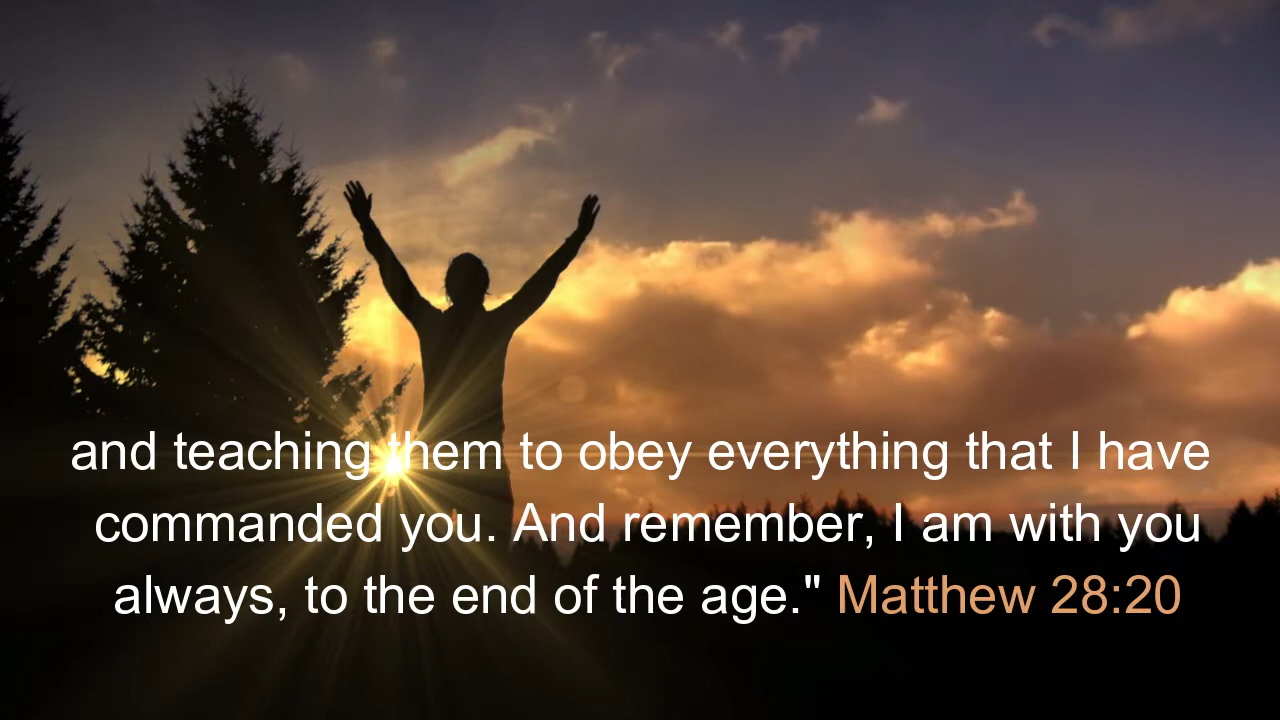 and teaching them to obey everything that I have
commanded you. And remember, I am with you
always, to the end of the age." Matthew 28:20